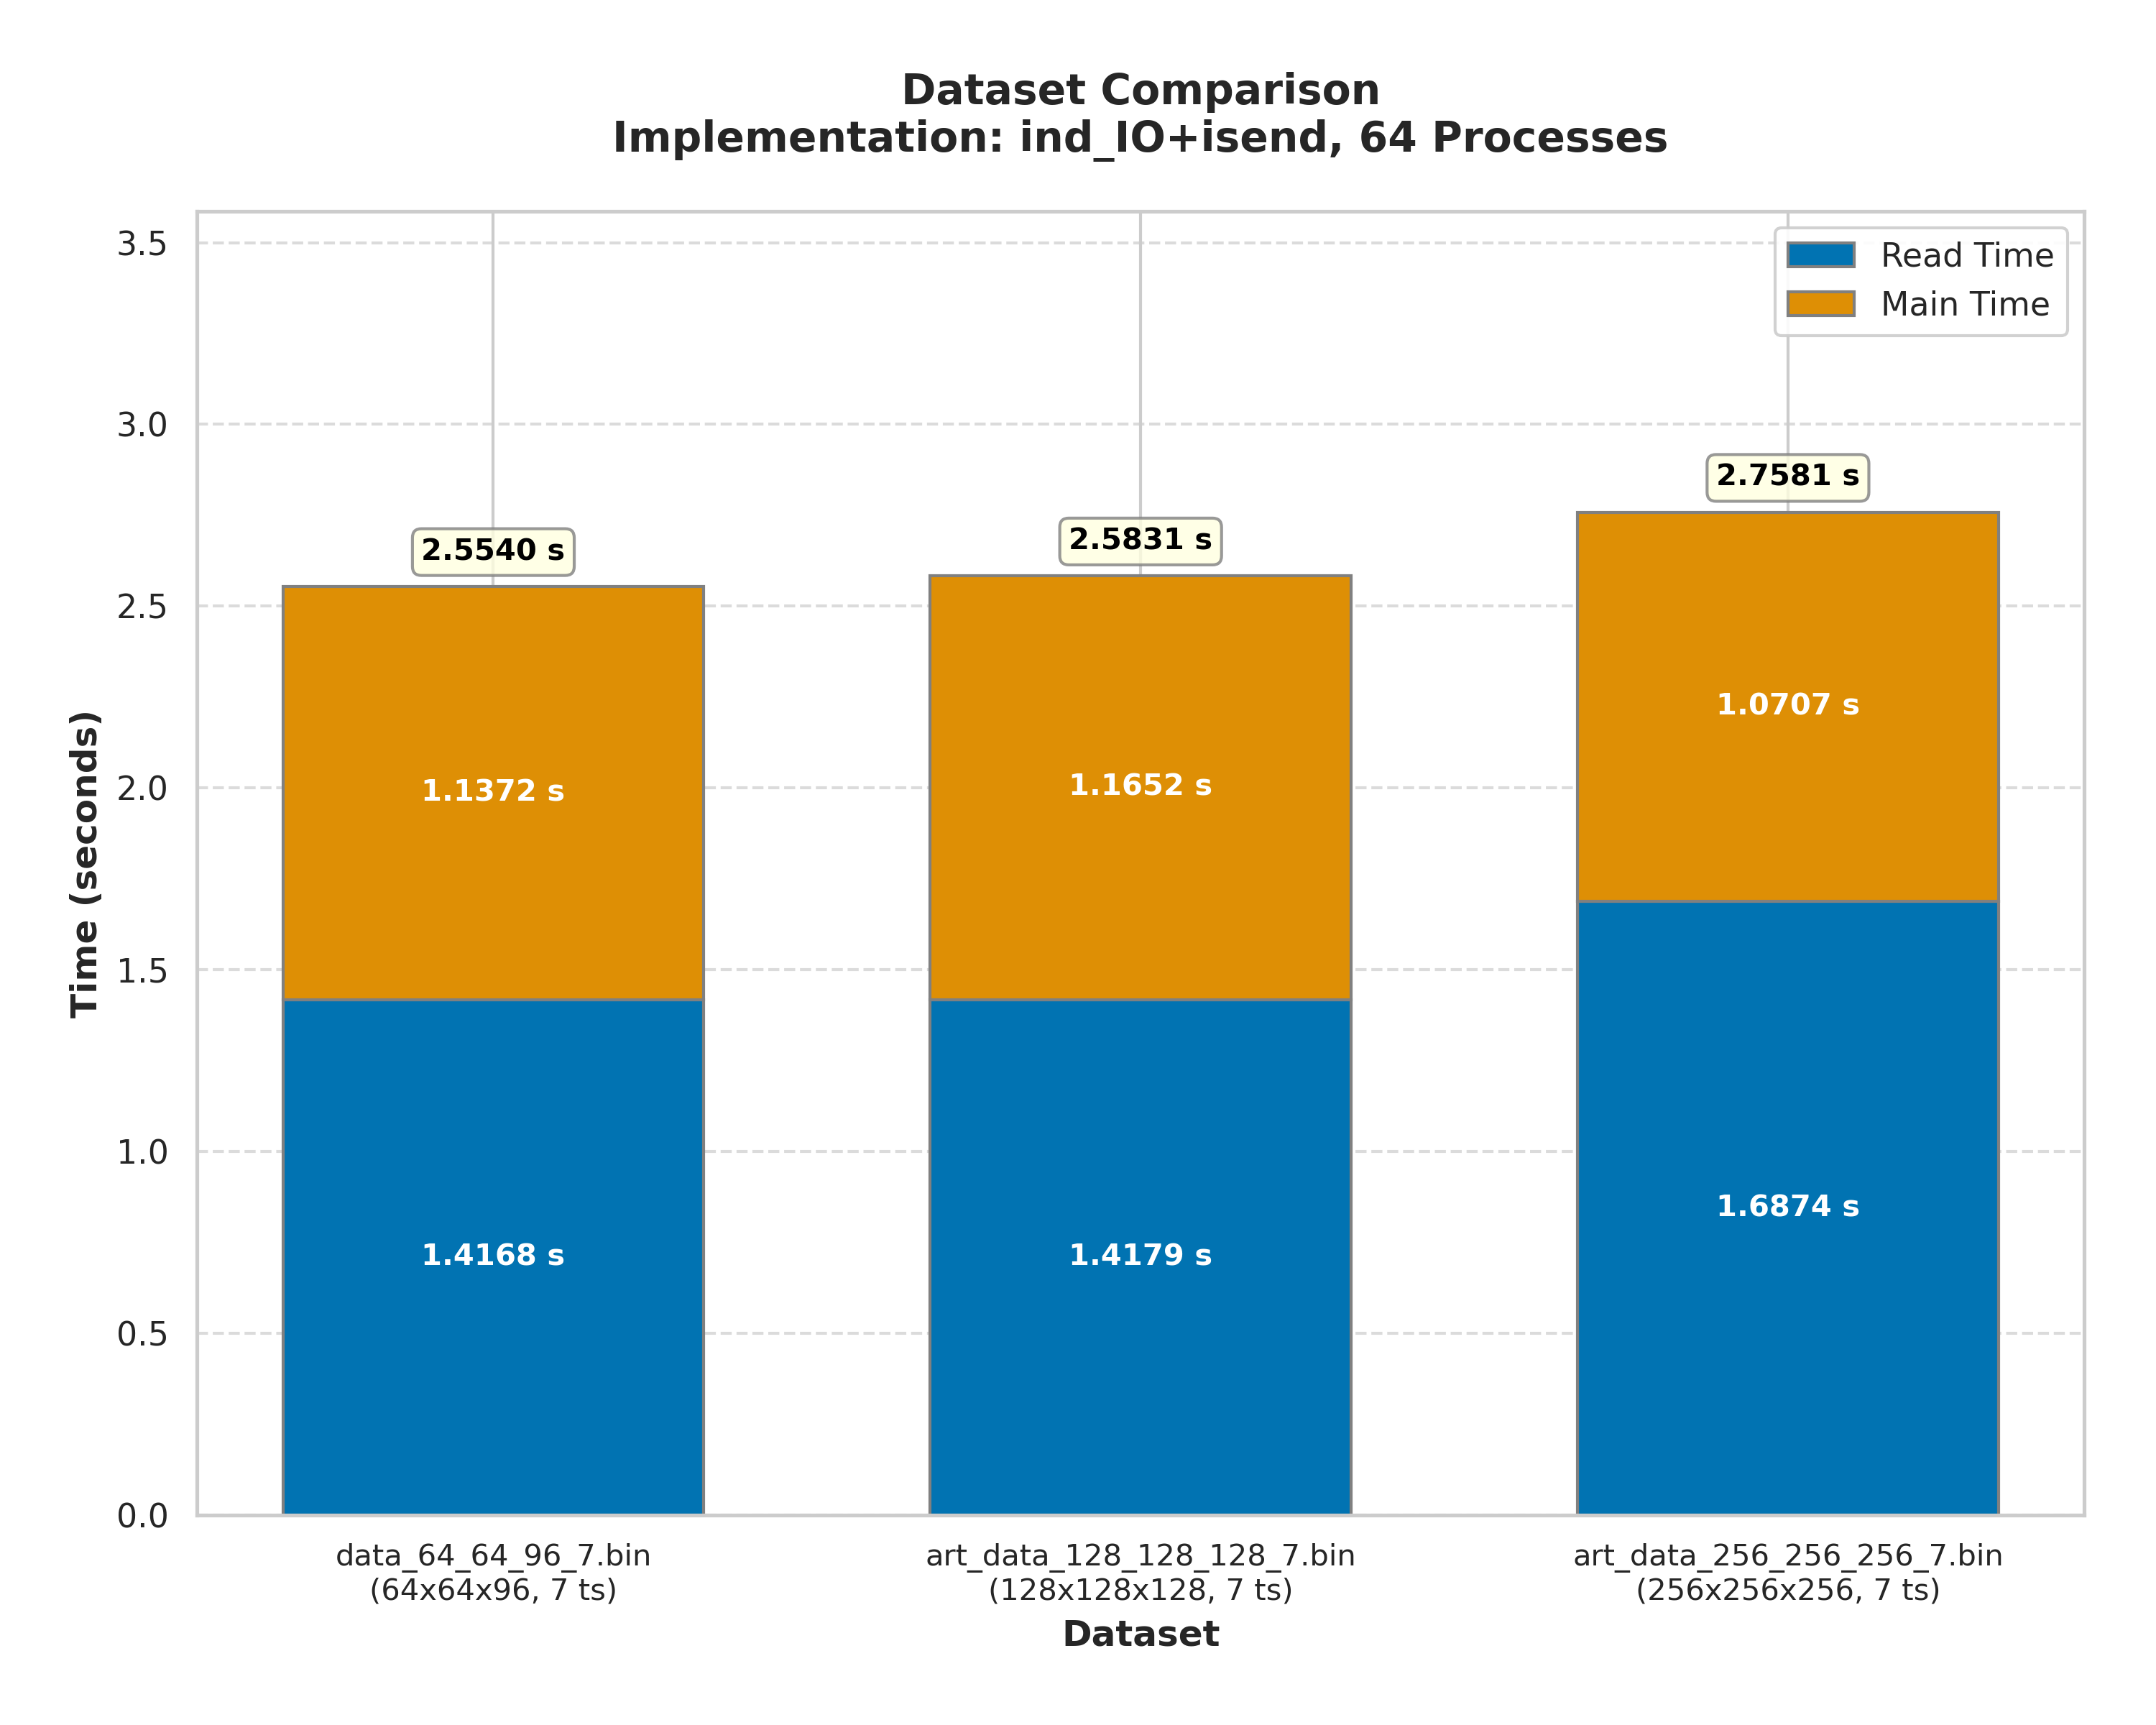 Dataset Comparison
Implementation: ind_IO+isend, 64 Processes
3.5
3.0
2.5
2.0
1.5
1.0
0.5
0.0
Time (seconds)
Read Time
Main Time
2.5540 s
2.5831 s
2.7581 s
1.1372 s
1.1652 s
1.0707 s
1.4168 s
1.4179 s
1.6874 s
data_64_64_96_7.bin
(64x64x96, 7 ts)
art_data_128_128_128_7.bin
(128x128x128, 7 ts)
art_data_256_256_256_7.bin
(256x256x256, 7 ts)
Dataset